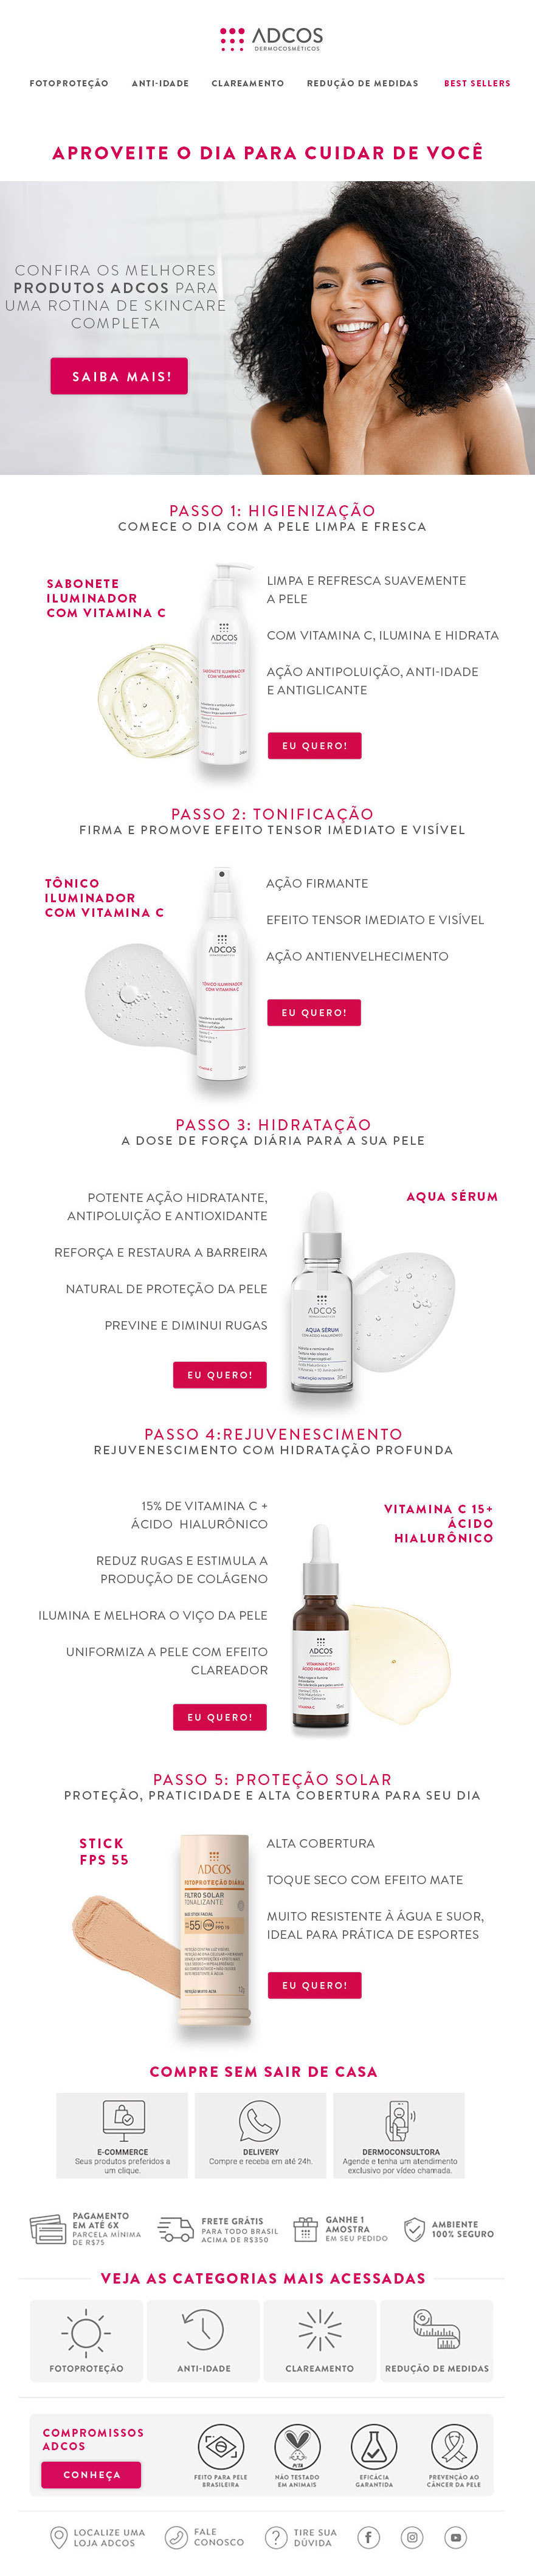 ADCOS
DERMOCOSMÉTICOS
FOTOPROTEÇÃO ANTI-IDADE CLAREAMENTO REDUÇÃO DE MEDIDAS BEST SELLERS
APROVEITE O DIA PARA CUIDAR DE VOCÊ
CONFIRA OS MELHORES
PRODUTOS ADCOS PARA
UMA ROTINA DE SKINCARE
COMPLETA
SAIBA MAIS!
PASSO 1: HIGIENIZAÇÃO
COMECE O DIA COM A PELE LIMPA E FRESCA
SABONETE
ILUMINADOR
COM VITAMINA C
ADCOS
SABONETE ILUMINADOR
COM VITAMINA C
LIMPA E REFRESCA SUAVEMENTE
A PELE
COM VITAMINA C, ILUMINA E HIDRATA
AÇÃO ANTIPOLUIÇÃO, ANTI-IDADE
E ANTIGLICANTE
EU QUERO!
PASSO 2: TONIFICAÇÃO
FIRMA E PROMOVE EFEITO TENSOR IMEDIATO E VISÍVEL
TÔNICO
ILUMINADOR
COM VITAMINA C
ADCOS
TÔNICO ILUMINADOR
COM VITAMINA C
AÇÃO FIRMANTE
EFEITO TENSOR IMEDIATO E VISÍVEL
AÇÃO ANTIENVELHECIMENTO
EU QUERO!
PASSO 3: HIDRATAÇÃO
A DOSE DE FORÇA DIÁRIA PARA A SUA PELE
POTENTE AÇÃO HIDRATANTE,
ANTIPOLUIÇÃO E ANTIOXIDANTE
REFORÇA E RESTAURA A BARREIRA
NATURAL DE PROTEÇÃO DA PELE
PREVINE E DIMINUI RUGAS
EU QUERO!
AQUA SÉRUM
ADCOS
AQUA SÉRUM
COM ÁCIDO HIALURÔNICO
30ml
PASSO 4:REJUVENESCIMENTO
REJUVENESCIMENTO COM HIDRATAÇÃO PROFUNDA
15% DE VITAMINA C +
ÁCIDO HIALURÔNICO
REDUZ RUGAS E ESTIMULA A
PRODUÇÃO DE COLÁGENO
ILUMINA E MELHORA O VIÇO DA PELE
UNIFORMIZA A PELE COM EFEITO
CLAREADOR
EU QUERO!
VITAMINA C 15+
ÁCIDO
HIALURÔNICO
ADCOS
VITAMINA C 15+
ÁCIDO HIALURÔNICO
15ml
PASSO 5: PROTEÇÃO SOLAR
PROTEÇÃO, PRATICIDADE E ALTA COBERTURA PARA SEU DIA
STICK
FPS 55
ADCOS
FOTOPROTEÇÃO DIÁRIA
FILTRO SOLAR
TONALIZANTE
55
12g
ALTA COBERTURA
TOQUE SECO COM EFEITO MATE
MUITO RESISTENTE À ÁGUA E SUOR,
IDEAL PARA PRÁTICA DE ESPORTES
EU QUERO!
COMPRE SEM SAIR DE CASA
E-COMMERCE
Seus produtos preferidos a
um clique.
DELIVERY
Compre e receba em até 24h.
DERMOCONSULTORA
Agende e tenha um atendimento
exclusivo por vídeo chamada.
PAGAMENTO
EM ATÉ 6X
PARCELA MÍNIMA
DE R$75
FRETE GRÁTIS
PARA TODO BRASIL
ACIMA DE R$350
GANHE 1
AMOSTRA
EM SEU PEDIDO
AMBIENTE
100% SEGURO
VEJA AS CATEGORIAS MAIS ACESSADAS
FOTOPROTEÇÃO ANTI-IDADE CLAREAMENTO REDUÇÃO DE MEDIDAS
COMPROMISSOS
ADCOS
CONHEÇA
FEITO PARA PELE
BRASILEIRA
PETA
NÃO TESTADO
EM ANIMAIS
EFICÁCIA
GARANTIDA
PREVENÇÃO AO
CÂNCER DA PELE
LOCALIZE UMA
LOJA ADCOS
FALE
CONOSCO
TIRE SUA
DÚVIDA